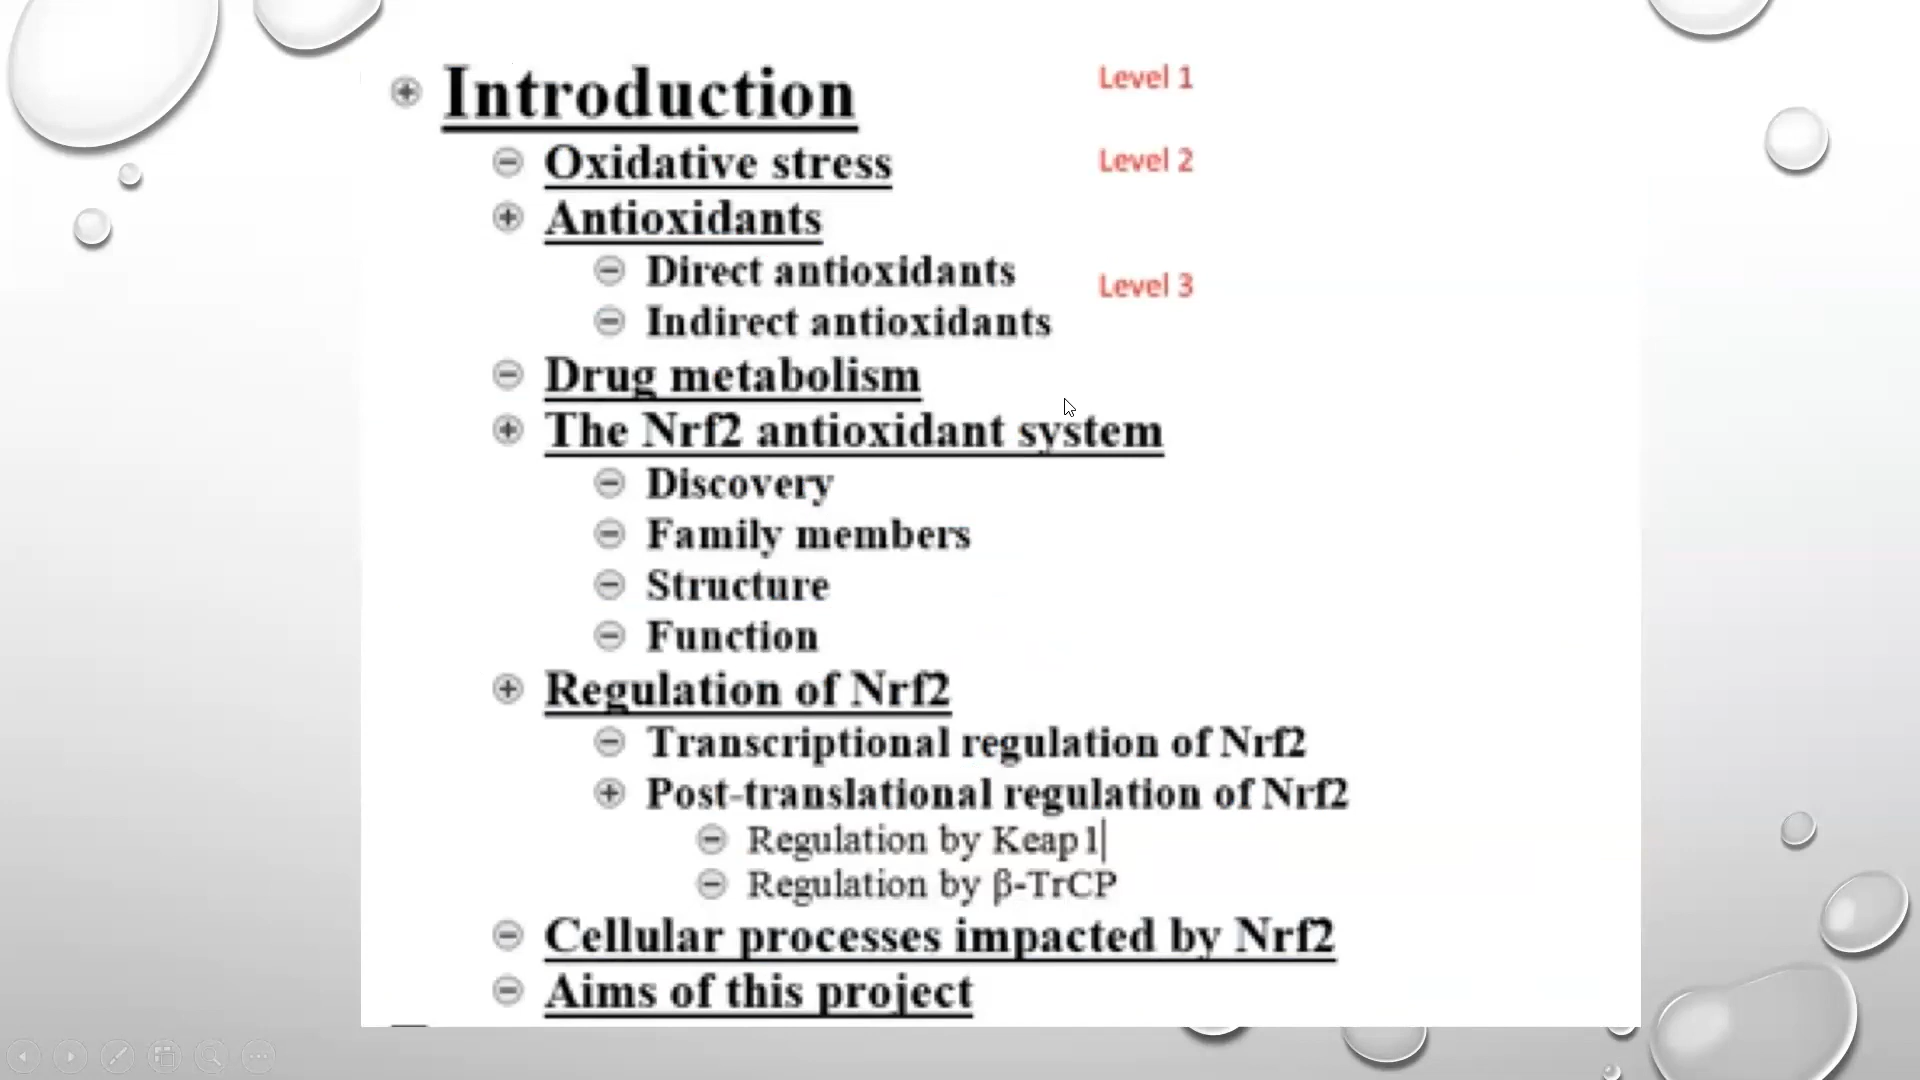 Introduction Level 1
Oxidative stress Level 2
Antioxidants
Direct antioxidants Level 3
Indirect antioxidants
Drug metabolism
The Nrf2 antioxidant system
Discovery
Family members
Structure
Function
Regulation of Nrf2
Transcriptional regulation of Nrf2
Post-translational regulation of Nrf2
Regulation by Keap1
Regulation by β-TrCP
Cellular processes impacted by Nrf2
Aims of this project